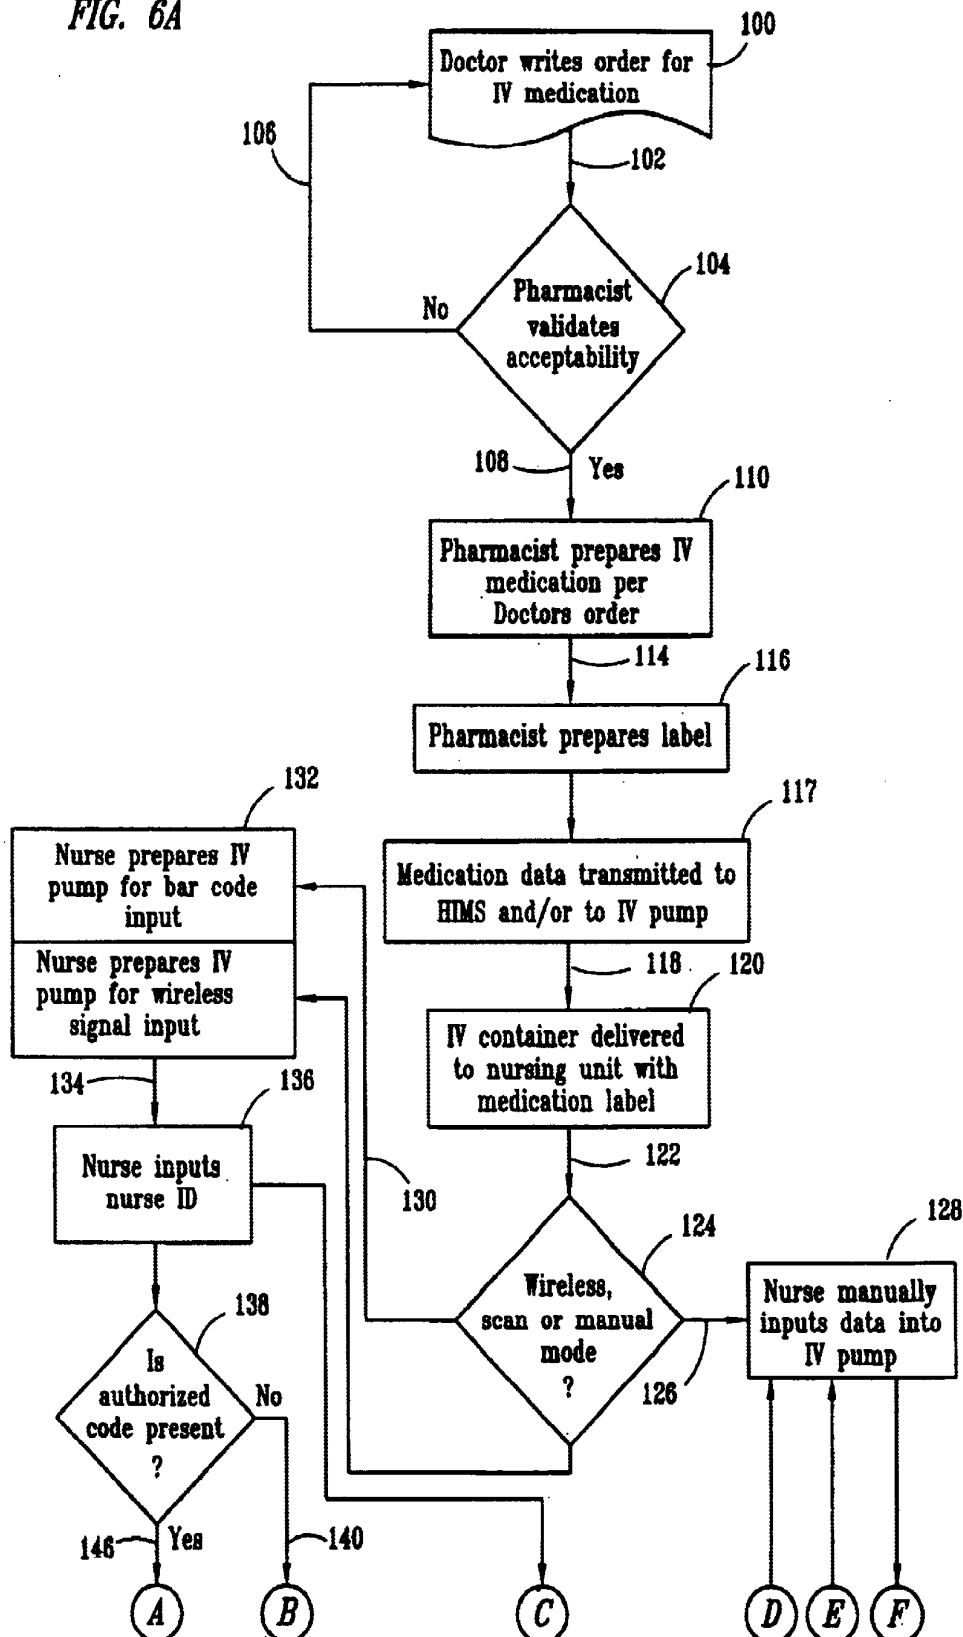 FIG. 6A
100
Doctor writes order for
IV medication
106
102
104
Pharmacist
validates
acceptability
No
108
Yes
110
Pharmacist prepares IV
medication per
Doctors order
114
116
Pharmacist prepares label
132
117
Nurse prepares IV
pump for bar code
input
Medication data transmitted to
HIMS and/or to IV pump
Nurse prepares IV
pump for wireless
signal input
118
120
IV container delivered
to nursing unit with
medication label
134
136
122
Nurse inputs
nurse ID
130
124
128
Wireless,
scan or manual
mode
?
Nurse manually
inputs data into
IV pump
126
138
Is
authorized
code present
?
No
146
Yes
140
A
B
C
D
E
F